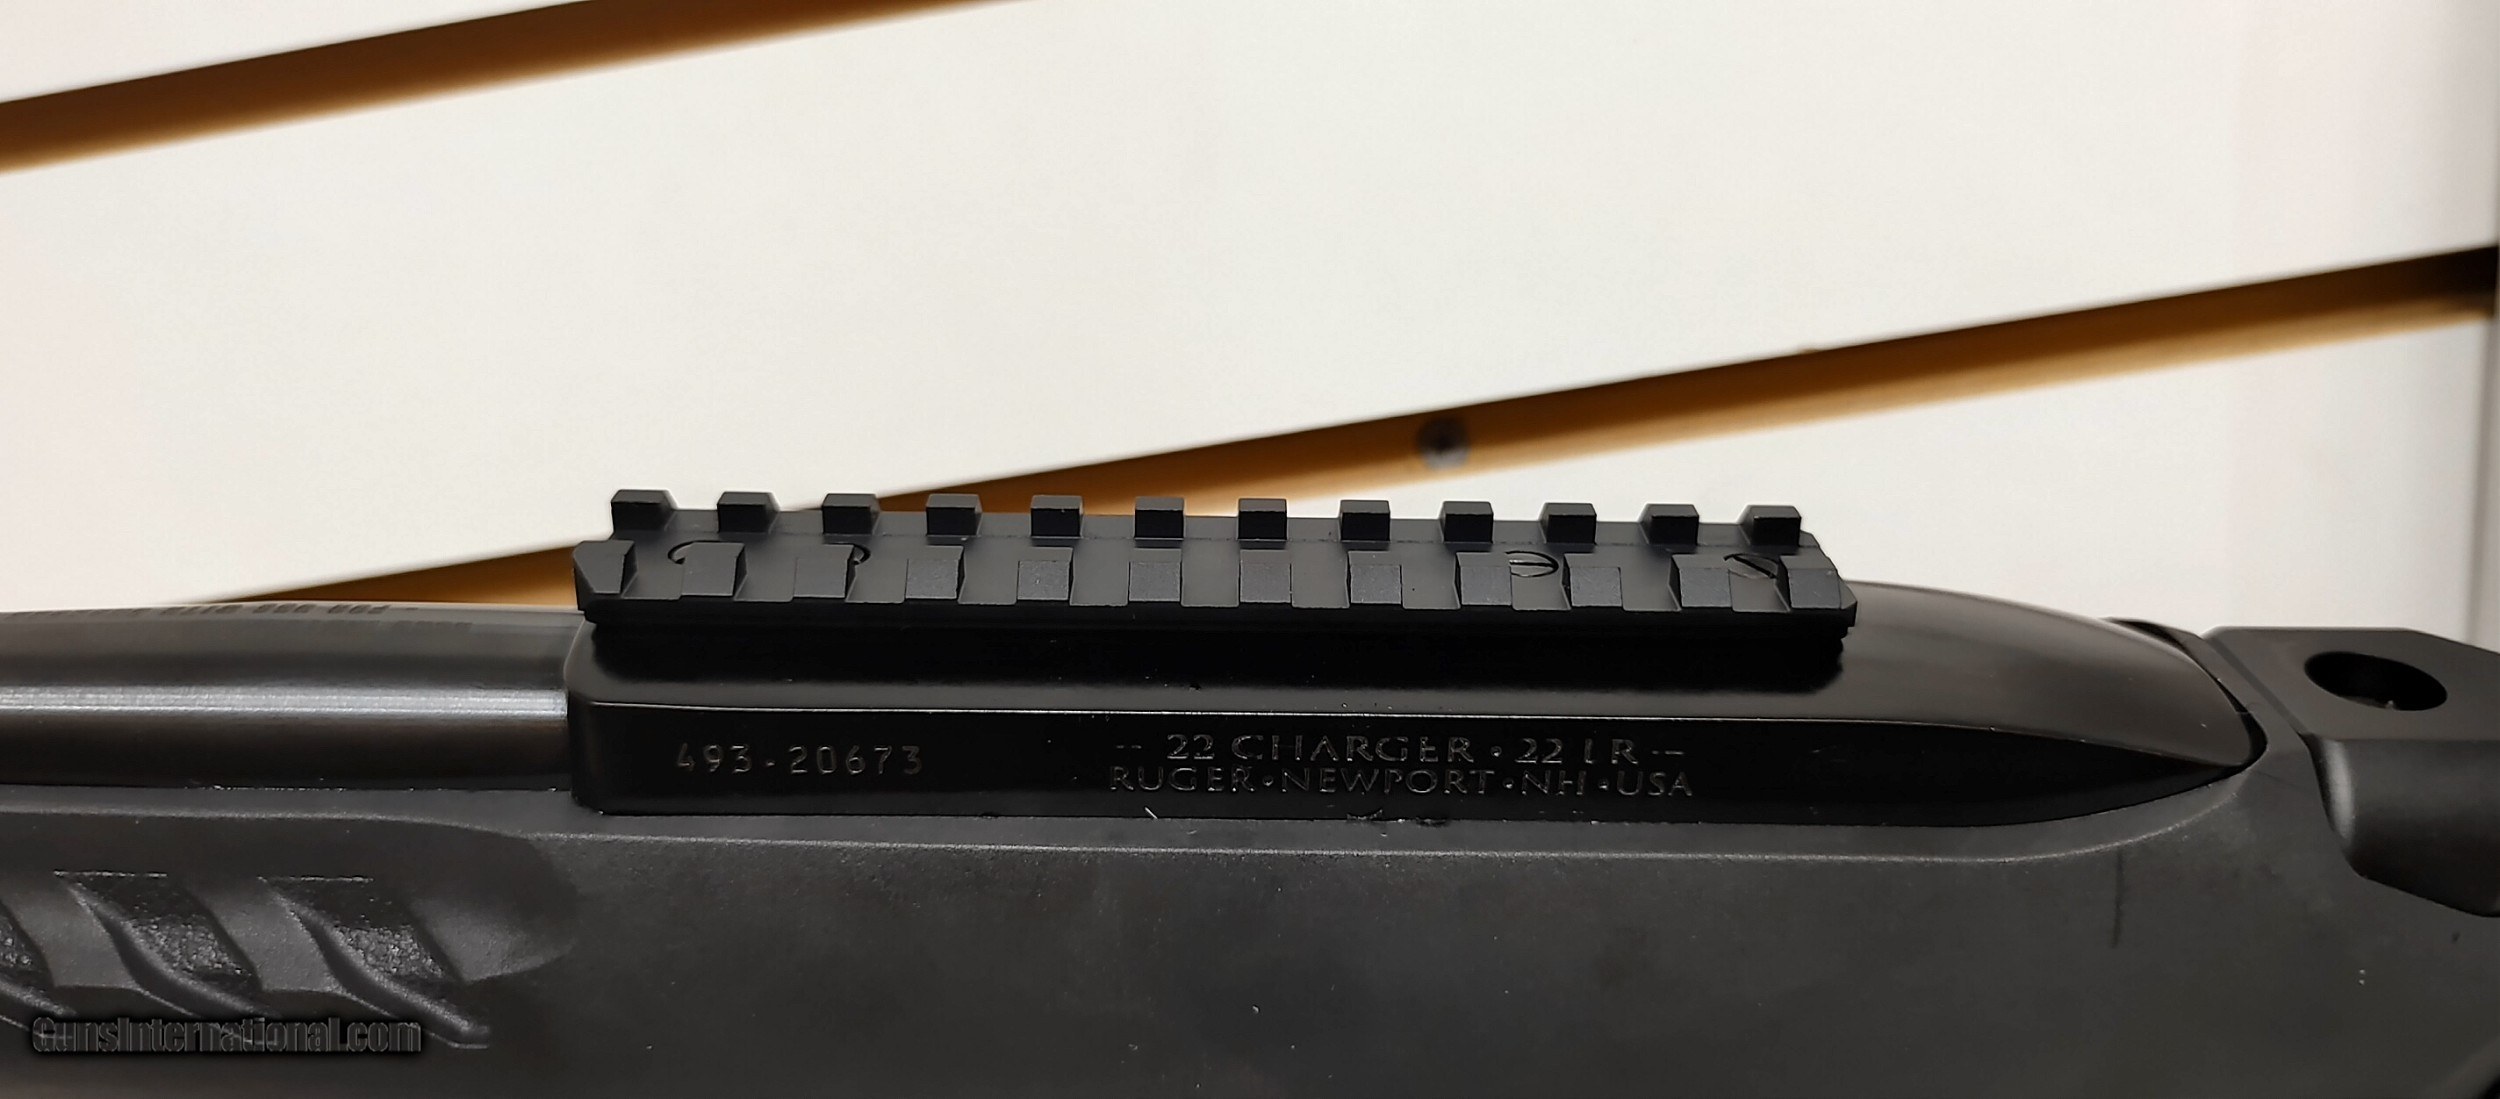 493-20673
-- 22 CHARGER • 22 LR --
RUGER • NEWPORT • NH • USA
GunsInternational.com